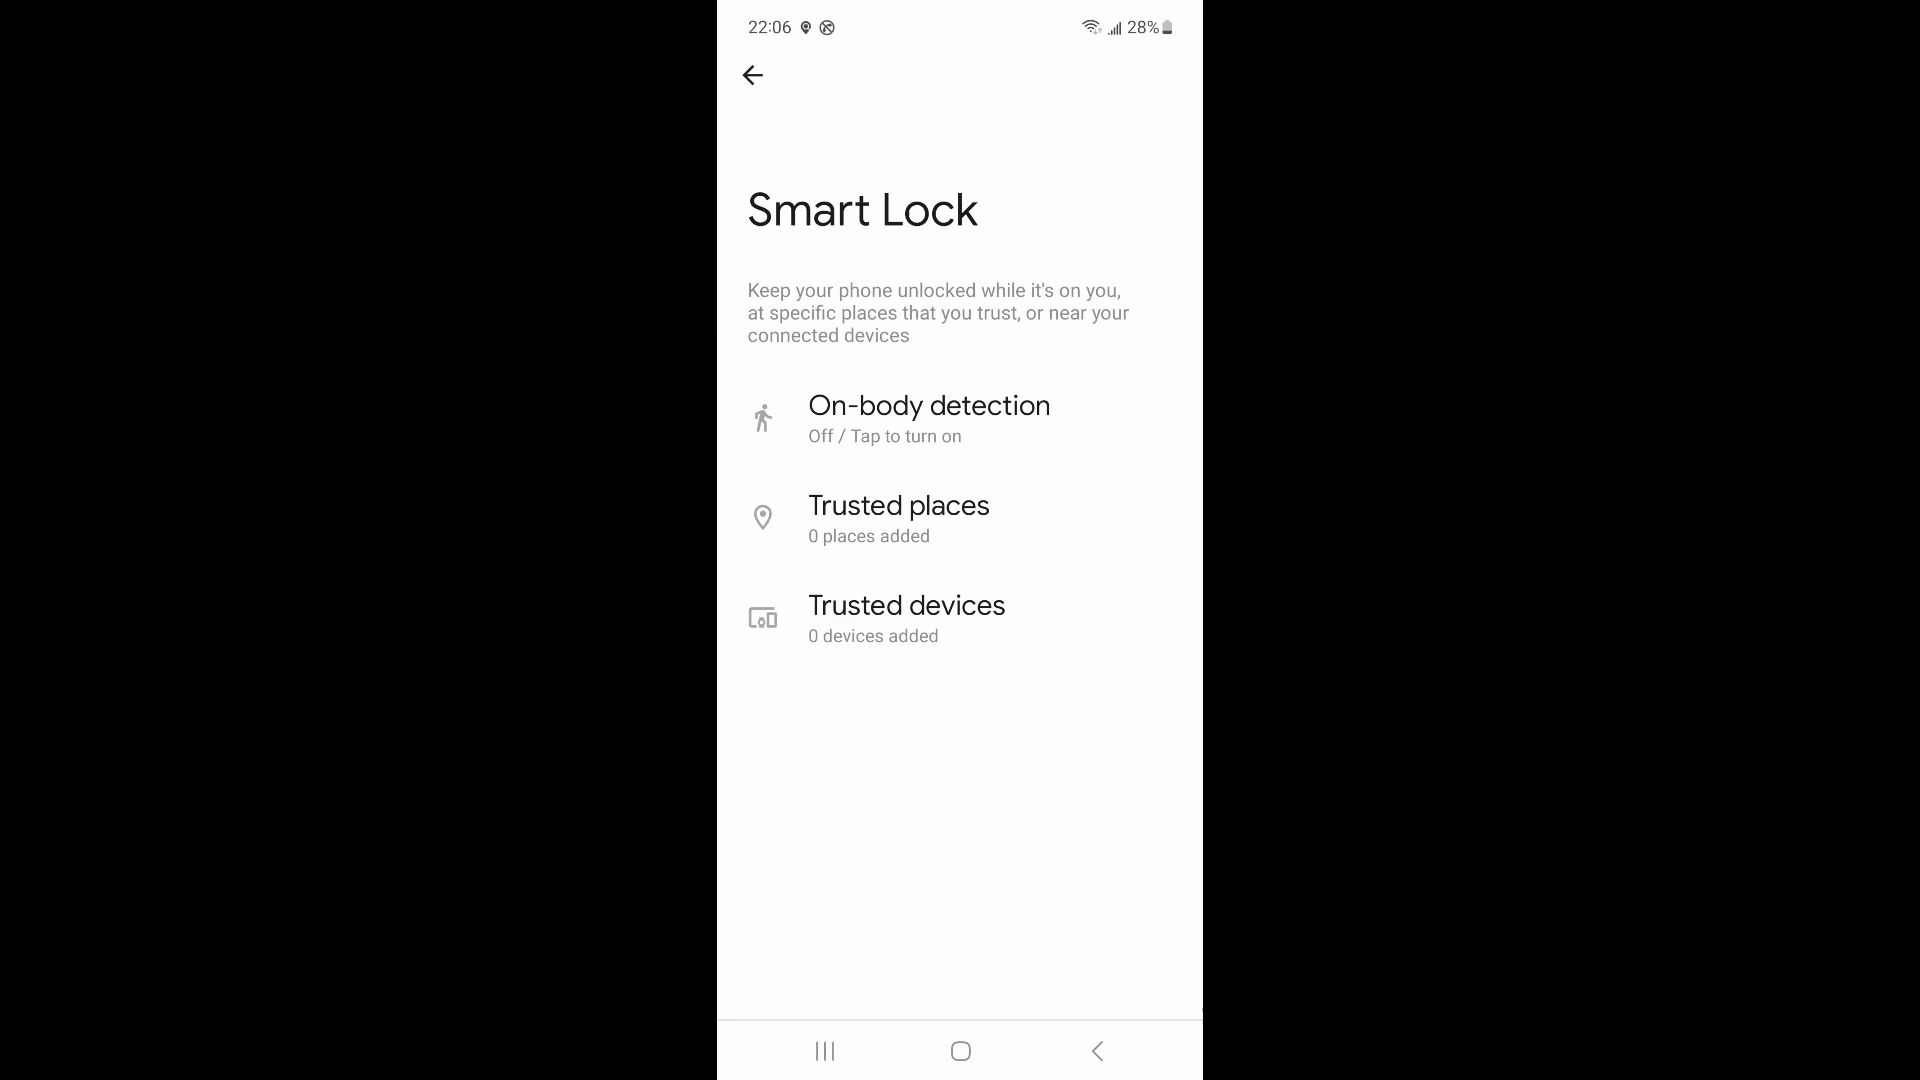 22:06 28%
Smart Lock
Keep your phone unlocked while it's on you,
at specific places that you trust, or near your
connected devices
On-body detection
Off / Tap to turn on
Trusted places
0 places added
Trusted devices
0 devices added